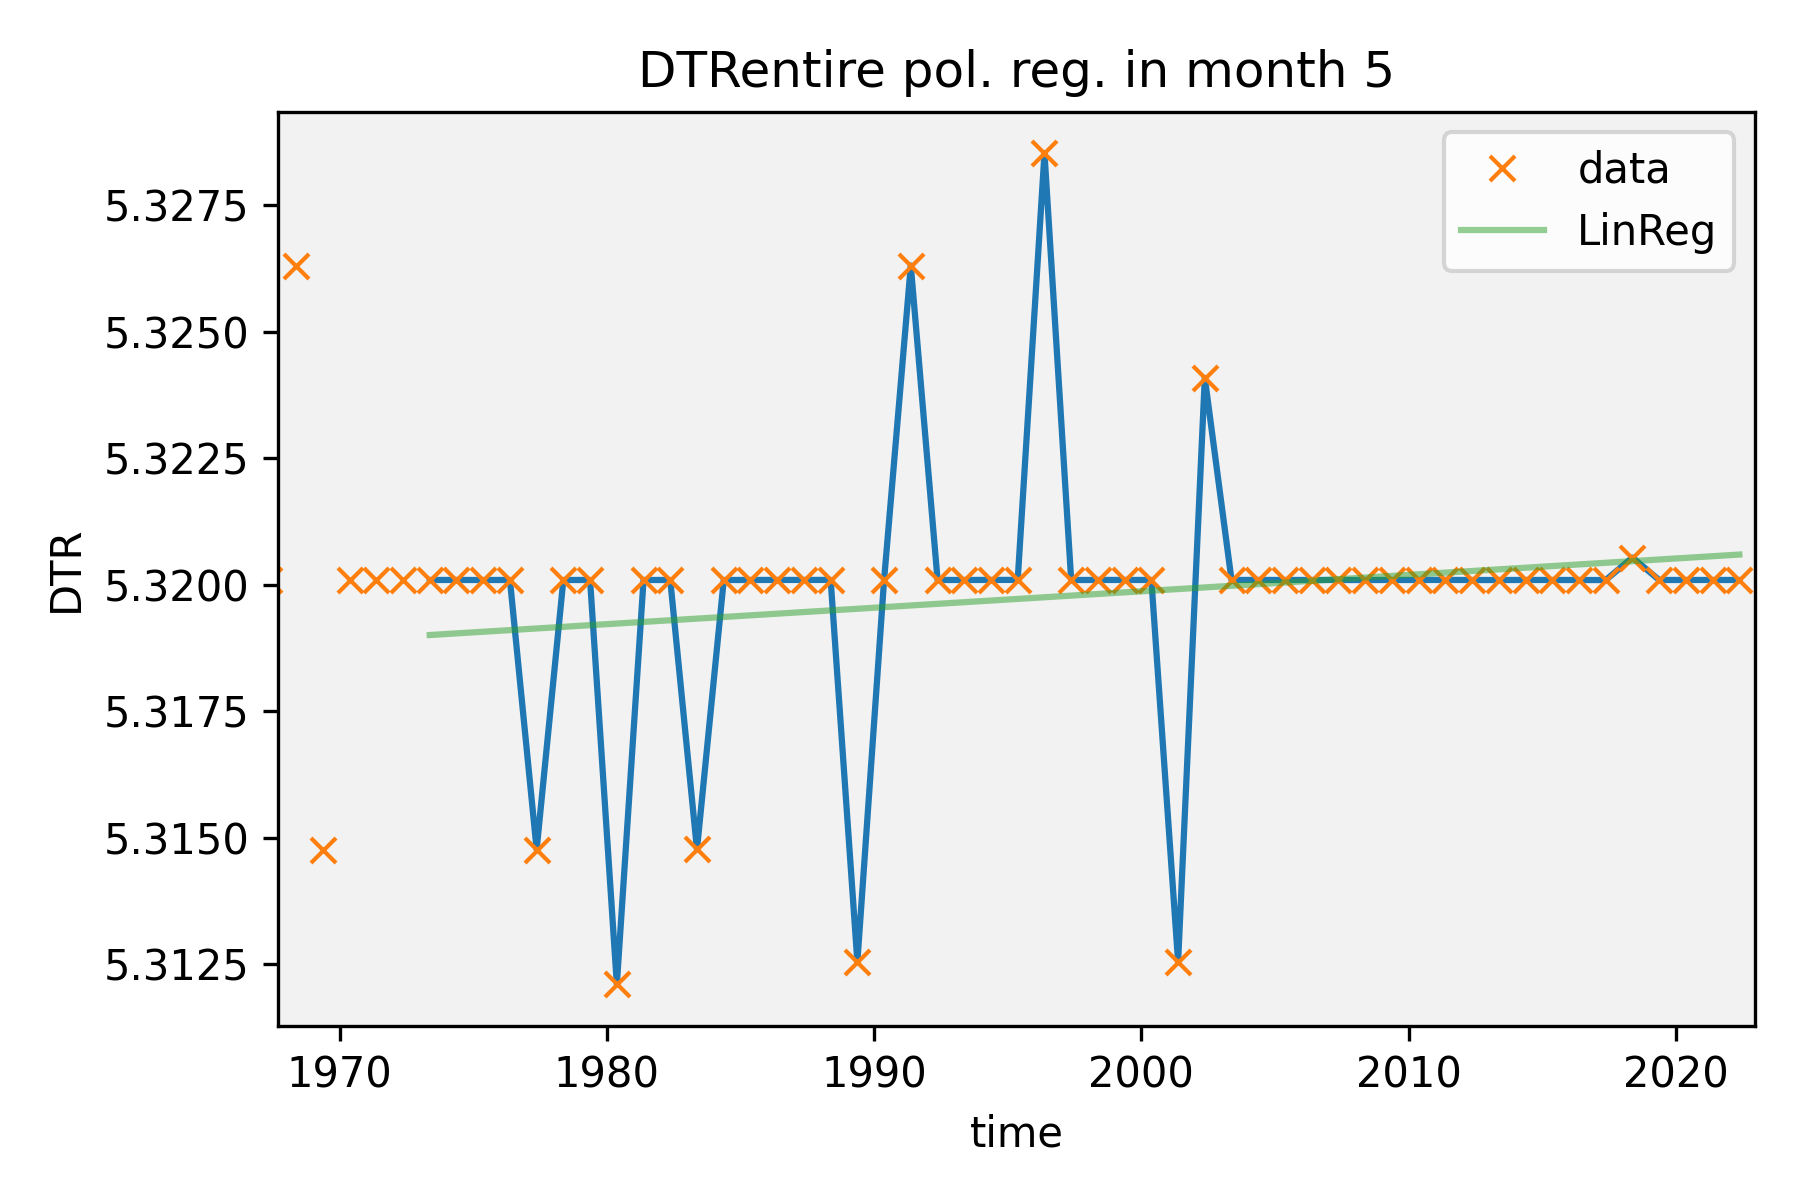 DTRentire pol. reg. in month 5
data
LinReg
5.3275
5.3250
5.3225
5.3200
5.3175
5.3150
5.3125
DTR
1970 1980 1990 2000 2010 2020
time